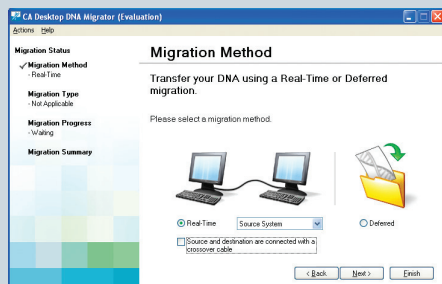 CA Desktop DNA Migrator (Evaluation)
Actions Help
Migration Status
Migration Method
- Real-Time
Migration Type
- Not Applicable
Migration Progress
- Waiting
Migration Summary
Migration Method
Transfer your DNA using a Real-Time or Deferred
migration.
Please select a migration method.
Real-Time
Source System
Deferred
Source and destination are connected with a
crossover cable
< Back
Next >
Finish